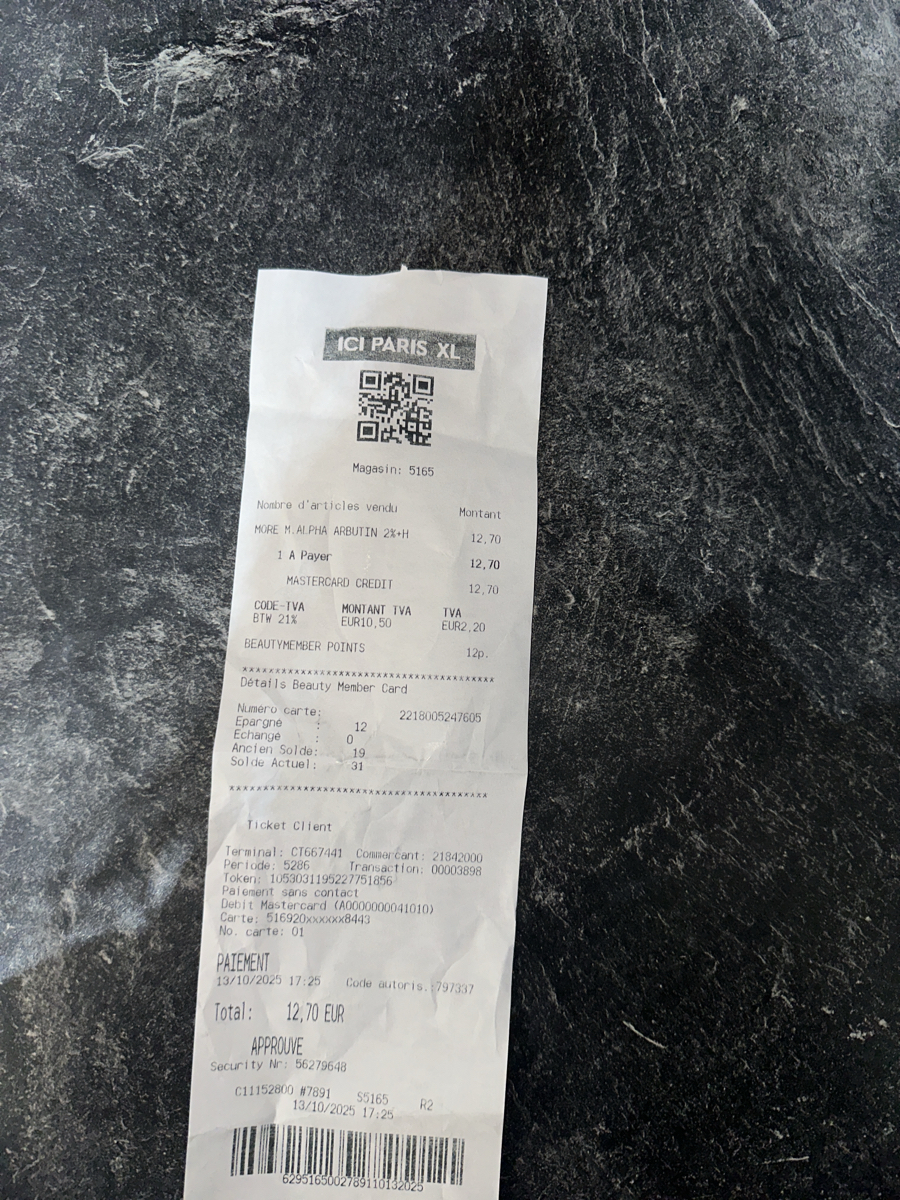 ICI PARIS XL
Magasin: 5165
Nombre d'articles vendu Montant
MORE M.ALPHA ARBUTIN 2%+H 12,70
1 A Payer 12,70
MASTERCARD CREDIT 12,70
CODE-TVA MONTANT TVA TVA
BTW 21% EUR10,50 EUR2,20
BEAUTYMEMBER POINTS 12p.
***************************************
Détails Beauty Member Card
Numéro carte: 2218005247605
Epargné : 12
Echangé : 0
Ancien Solde: 19
Solde Actuel: 31
***************************************
Ticket Client
Terminal: CT667441 Commercant: 21842000
Periode: 5286 Transaction: 00003898
Token: 1053031195227751856
Paiement sans contact
Debit Mastercard (A0000000041010)
Carte: 516920xxxxxx8443
No. carte: 01
PAIEMENT
13/10/2025 17:25 Code autoris.:797337
Total: 12,70 EUR
APPROUVE
Security Nr: 56279648
C11152800 #7891 S5165 R2
13/10/2025 17:25
6295165002789110132025